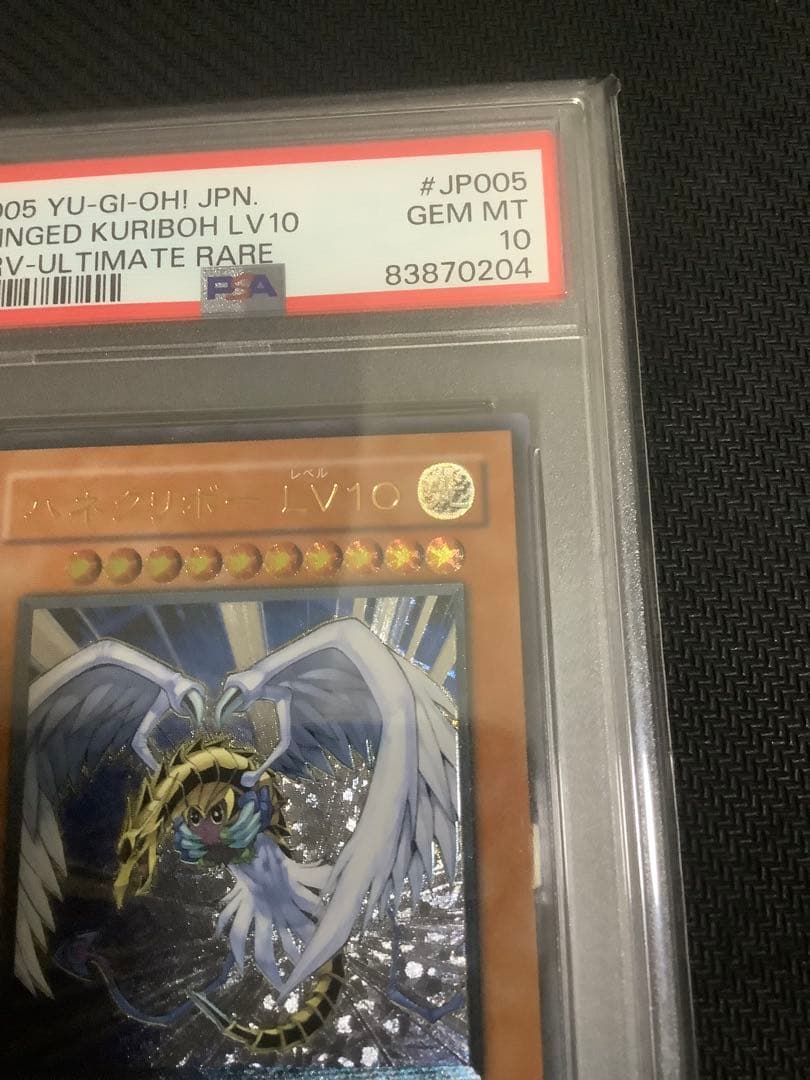 005 YU-GI-OH! JPN. #JP005
INGED KURIBOH LV10 GEM MT
RV-ULTIMATE RARE 10
PSA 83870204
レベル
ハネクリボー LV10
光